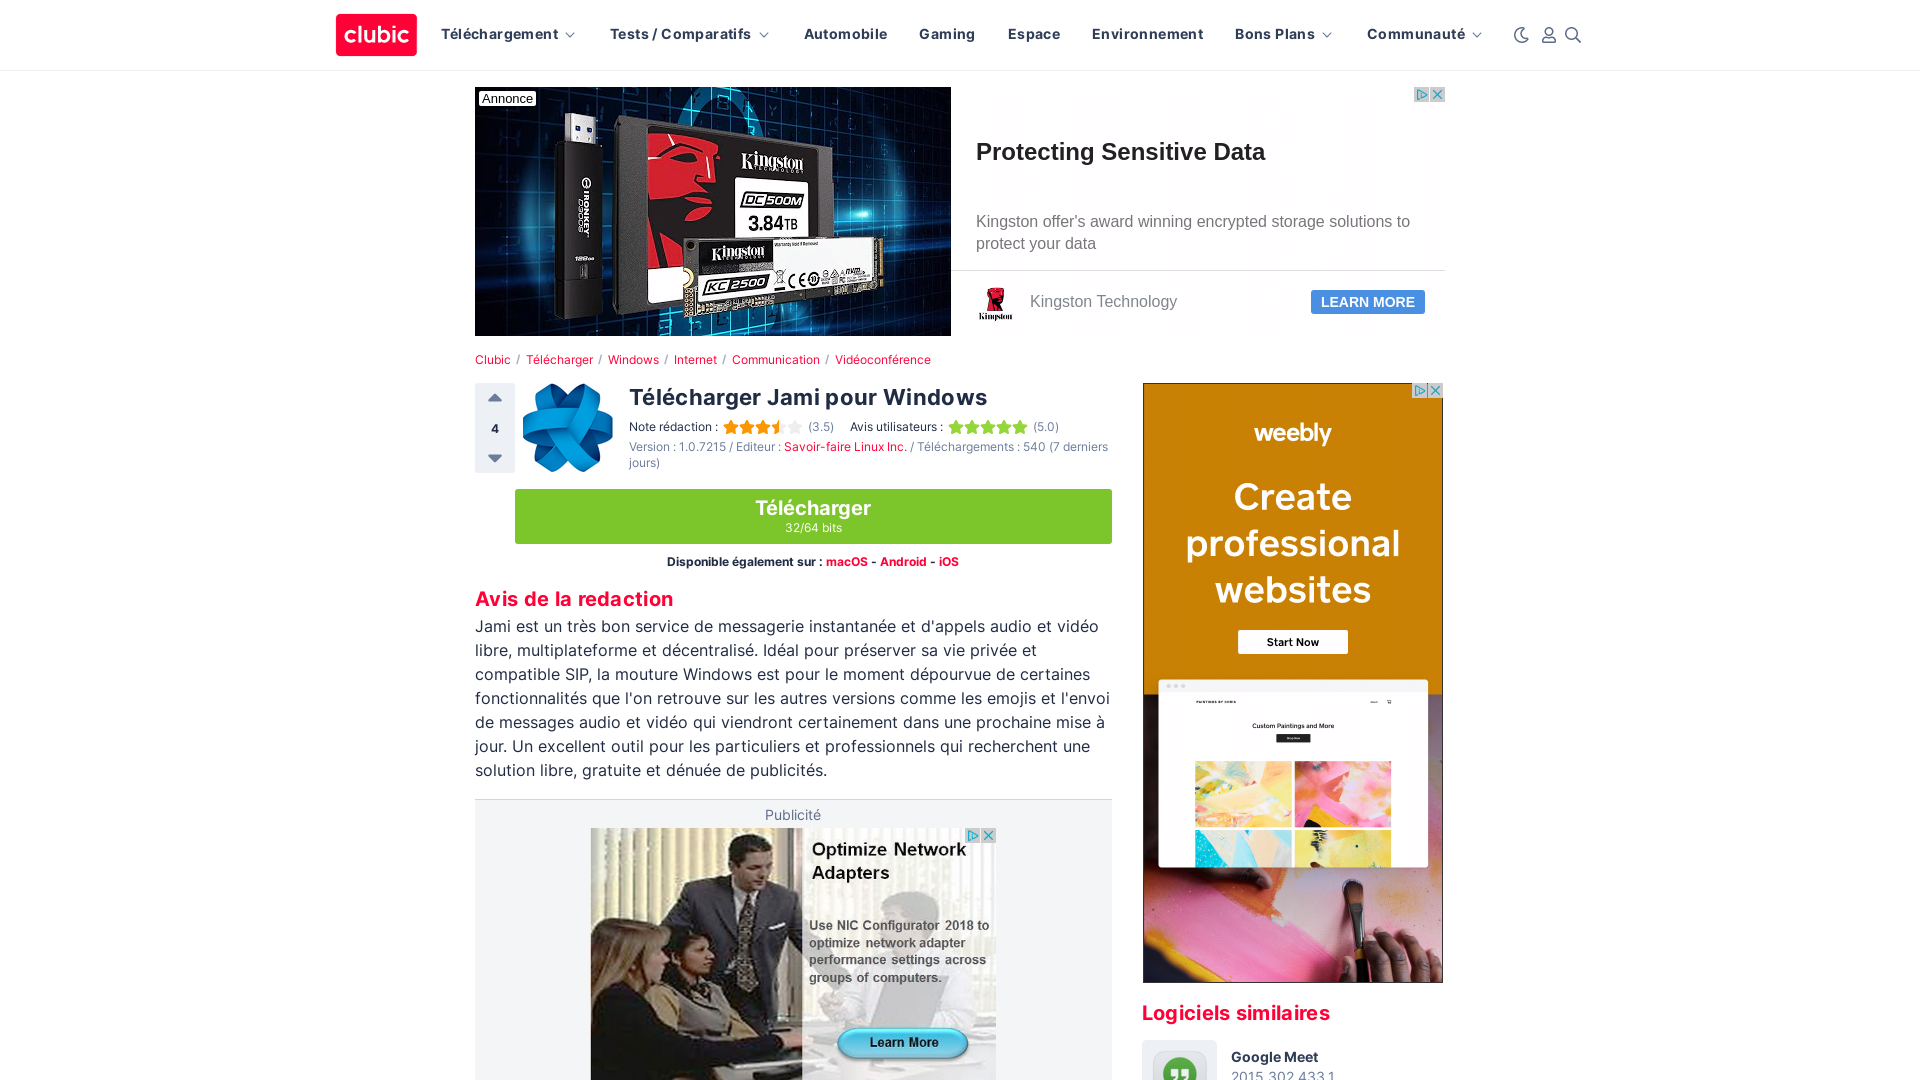 clubic
Téléchargement
Tests / Comparatifs
Automobile
Gaming
Espace
Environnement
Bons Plans
Communauté
Annonce
Kingston
TECHNOLOGY
DC500M
3.84TB
IRONKEY
Kingston
TECHNOLOGY
KC2500
Protecting Sensitive Data
Kingston offer's award winning encrypted storage solutions to
protect your data
Kingston
Kingston Technology
LEARN MORE
Clubic / Télécharger / Windows / Internet / Communication / Vidéoconférence
4
Télécharger Jami pour Windows
Note rédaction : (3.5) Avis utilisateurs : (5.0)
Version : 1.0.7215 / Editeur : Savoir-faire Linux Inc. / Téléchargements : 540 (7 derniers
jours)
Télécharger
32/64 bits
Disponible également sur : macOS - Android - iOS
Avis de la redaction
Jami est un très bon service de messagerie instantanée et d'appels audio et vidéo
libre, multiplateforme et décentralisé. Idéal pour préserver sa vie privée et
compatible SIP, la mouture Windows est pour le moment dépourvue de certaines
fonctionnalités que l'on retrouve sur les autres versions comme les emojis et l'envoi
de messages audio et vidéo qui viendront certainement dans une prochaine mise à
jour. Un excellent outil pour les particuliers et professionnels qui recherchent une
solution libre, gratuite et dénuée de publicités.
Publicité
Optimize Network
Adapters
Use NIC Configurator 2018 to
optimize network adapter
performance settings across
groups of computers.
Learn More
weebly
Create
professional
websites
Start Now
PAINTINGS BY CHRIS
Custom Paintings and More
Logiciels similaires
Google Meet
2015.302.433.1